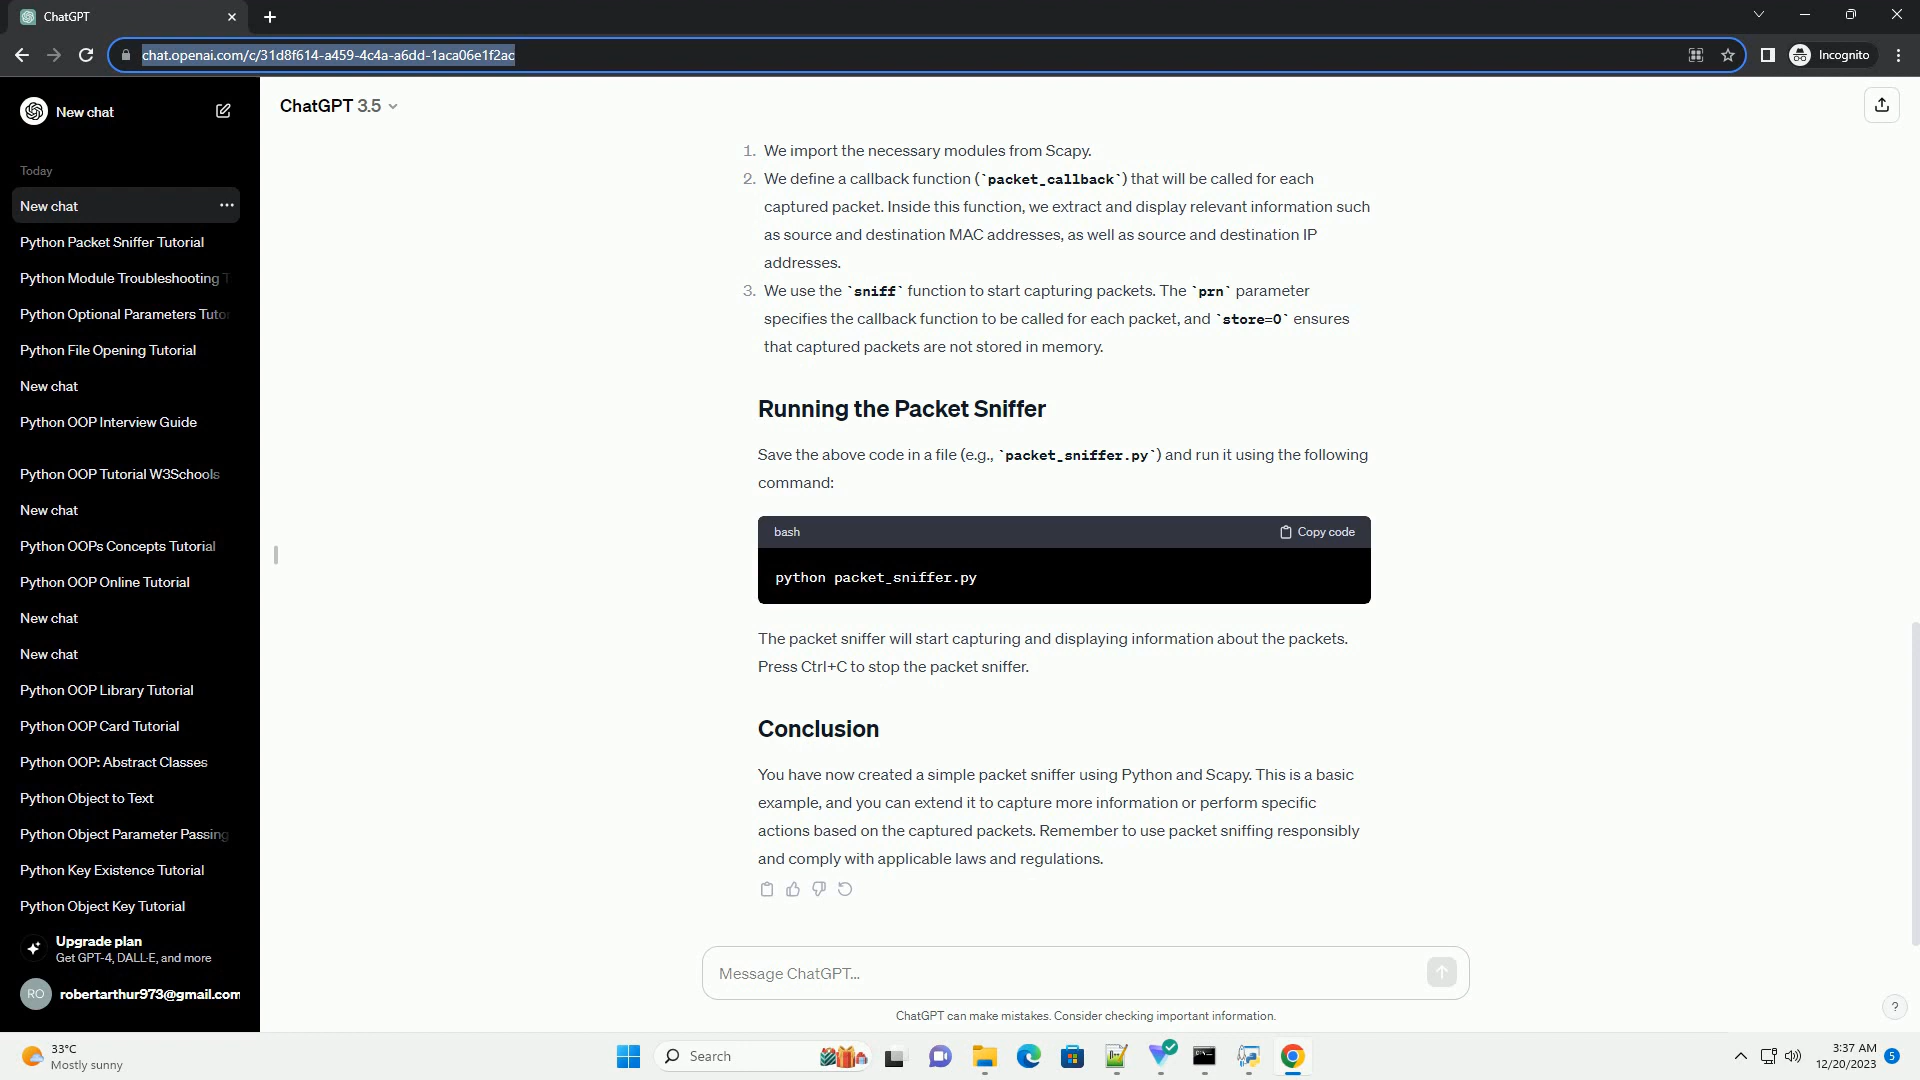 ChatGPT
chat.openai.com/c/31d8f614-a459-4c4a-a6dd-1aca06e1f2ac
Incognito
New chat
Today
New chat
Python Packet Sniffer Tutorial
Python Module Troubleshooting T
Python Optional Parameters Tutor
Python File Opening Tutorial
New chat
Python OOP Interview Guide
Python OOP Tutorial W3Schools
New chat
Python OOPs Concepts Tutorial
Python OOP Online Tutorial
New chat
New chat
Python OOP Library Tutorial
Python OOP Card Tutorial
Python OOP: Abstract Classes
Python Object to Text
Python Object Parameter Passing
Python Key Existence Tutorial
Python Object Key Tutorial
Upgrade plan
Get GPT-4, DALL·E, and more
RO robertarthur973@gmail.com
ChatGPT 3.5
1. We import the necessary modules from Scapy.
2. We define a callback function (`packet_callback`) that will be called for each
captured packet. Inside this function, we extract and display relevant information such
as source and destination MAC addresses, as well as source and destination IP
addresses.
3. We use the `sniff` function to start capturing packets. The `prn` parameter
specifies the callback function to be called for each packet, and `store=0` ensures
that captured packets are not stored in memory.
Running the Packet Sniffer
Save the above code in a file (e.g., `packet_sniffer.py`) and run it using the following
command:
bash Copy code
python packet_sniffer.py
The packet sniffer will start capturing and displaying information about the packets.
Press Ctrl+C to stop the packet sniffer.
Conclusion
You have now created a simple packet sniffer using Python and Scapy. This is a basic
example, and you can extend it to capture more information or perform specific
actions based on the captured packets. Remember to use packet sniffing responsibly
and comply with applicable laws and regulations.
Message ChatGPT...
ChatGPT can make mistakes. Consider checking important information.
?
33°C
Mostly sunny
Search
3:37 AM
12/20/2023
5